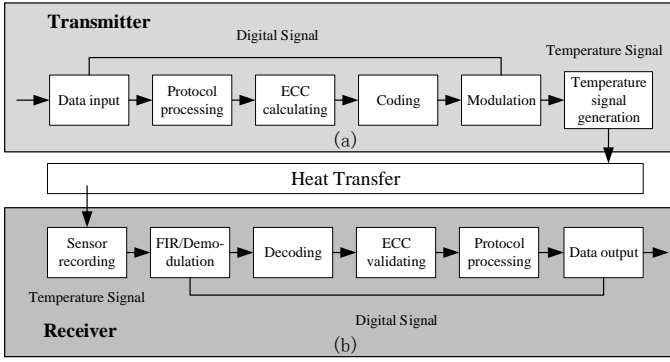 Transmitter
Digital Signal
Temperature Signal
Data input
Protocol
processing
ECC
calculating
Coding
Modulation
Temperature
signal
generation
(a)
Heat Transfer
Sensor
recording
FIR/Demo-
dulation
Decoding
ECC
validating
Protocol
processing
Data output
Temperature Signal
Digital Signal
Receiver
(b)